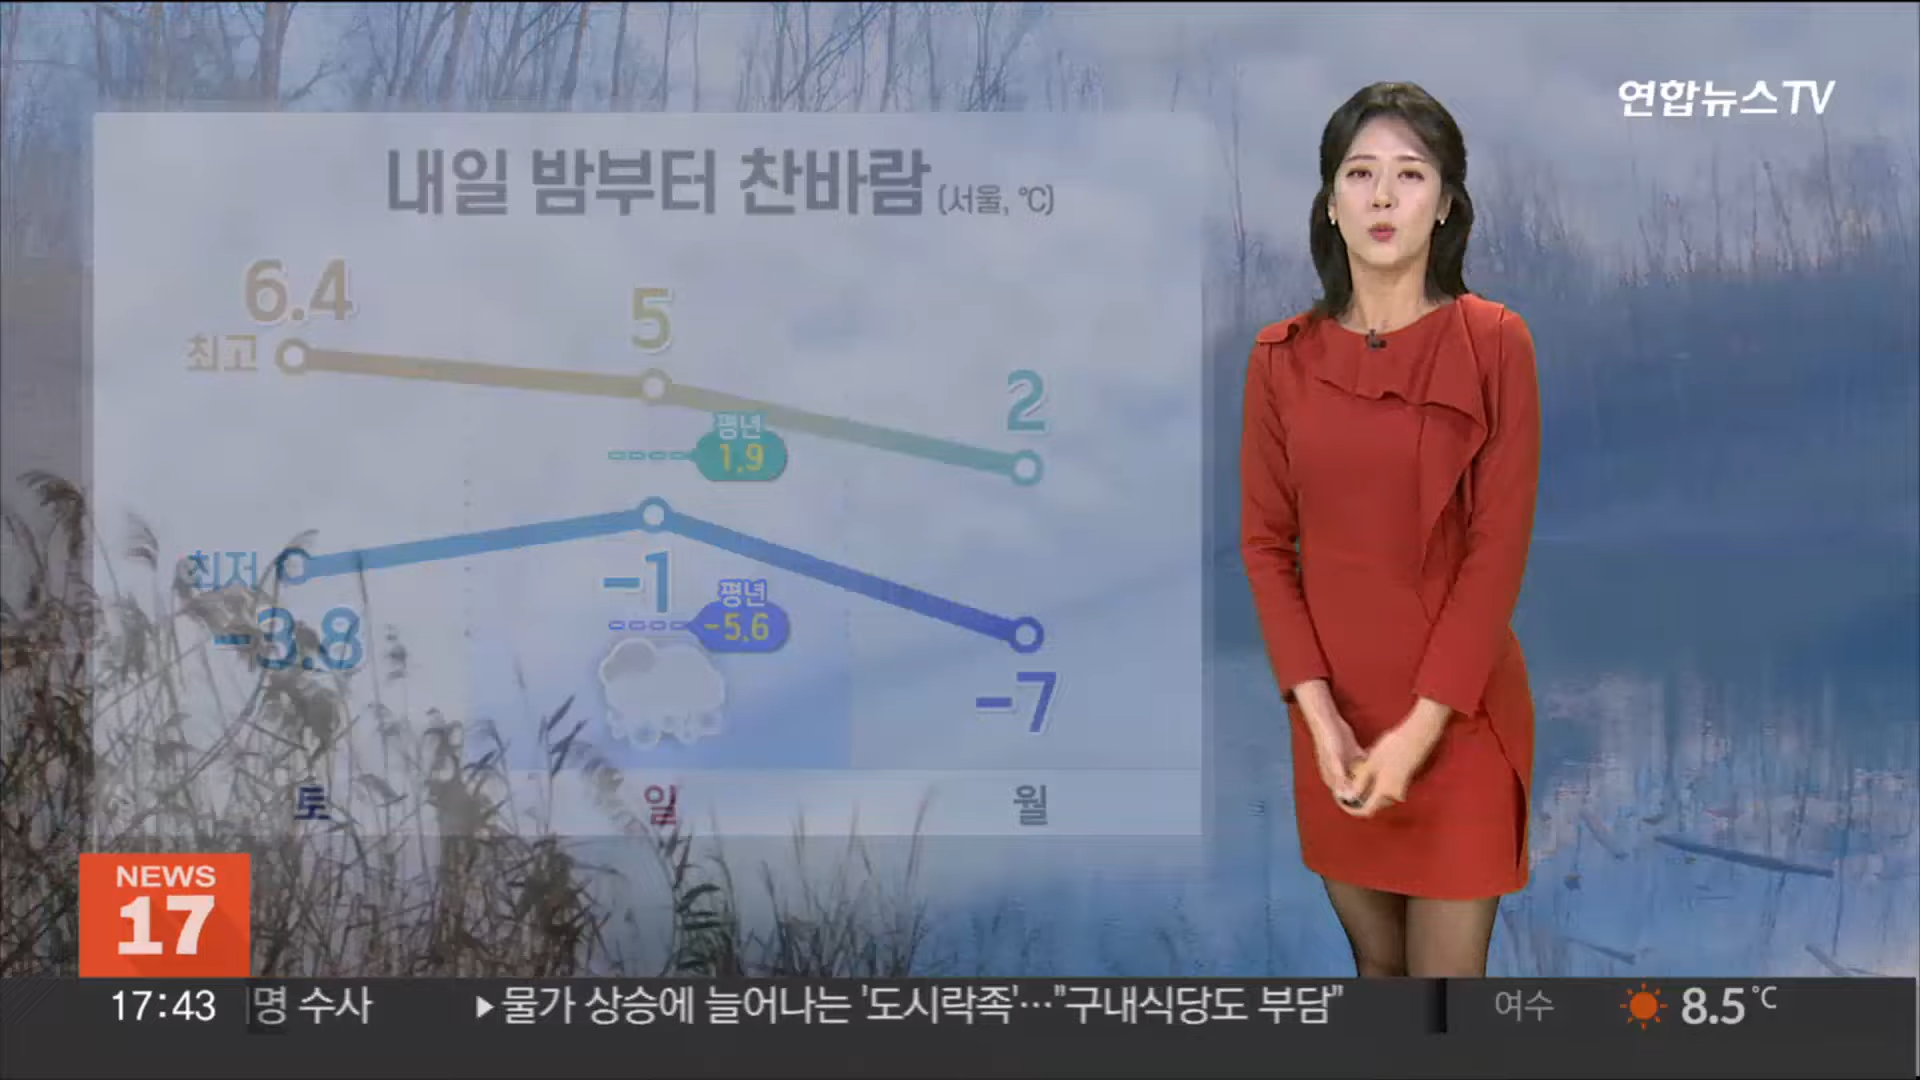 연합뉴스TV
내일 밤부터 찬바람 (서울, ℃)
6.4
5
2
최고
평년
1.9
최저
-3.8
-1
평년
-5.6
-7
토
일
월
NEWS
17
17:43
명 수사 ▶물가 상승에 늘어나는 '도시락족'…"구내식당도 부담"
여수 8.5℃